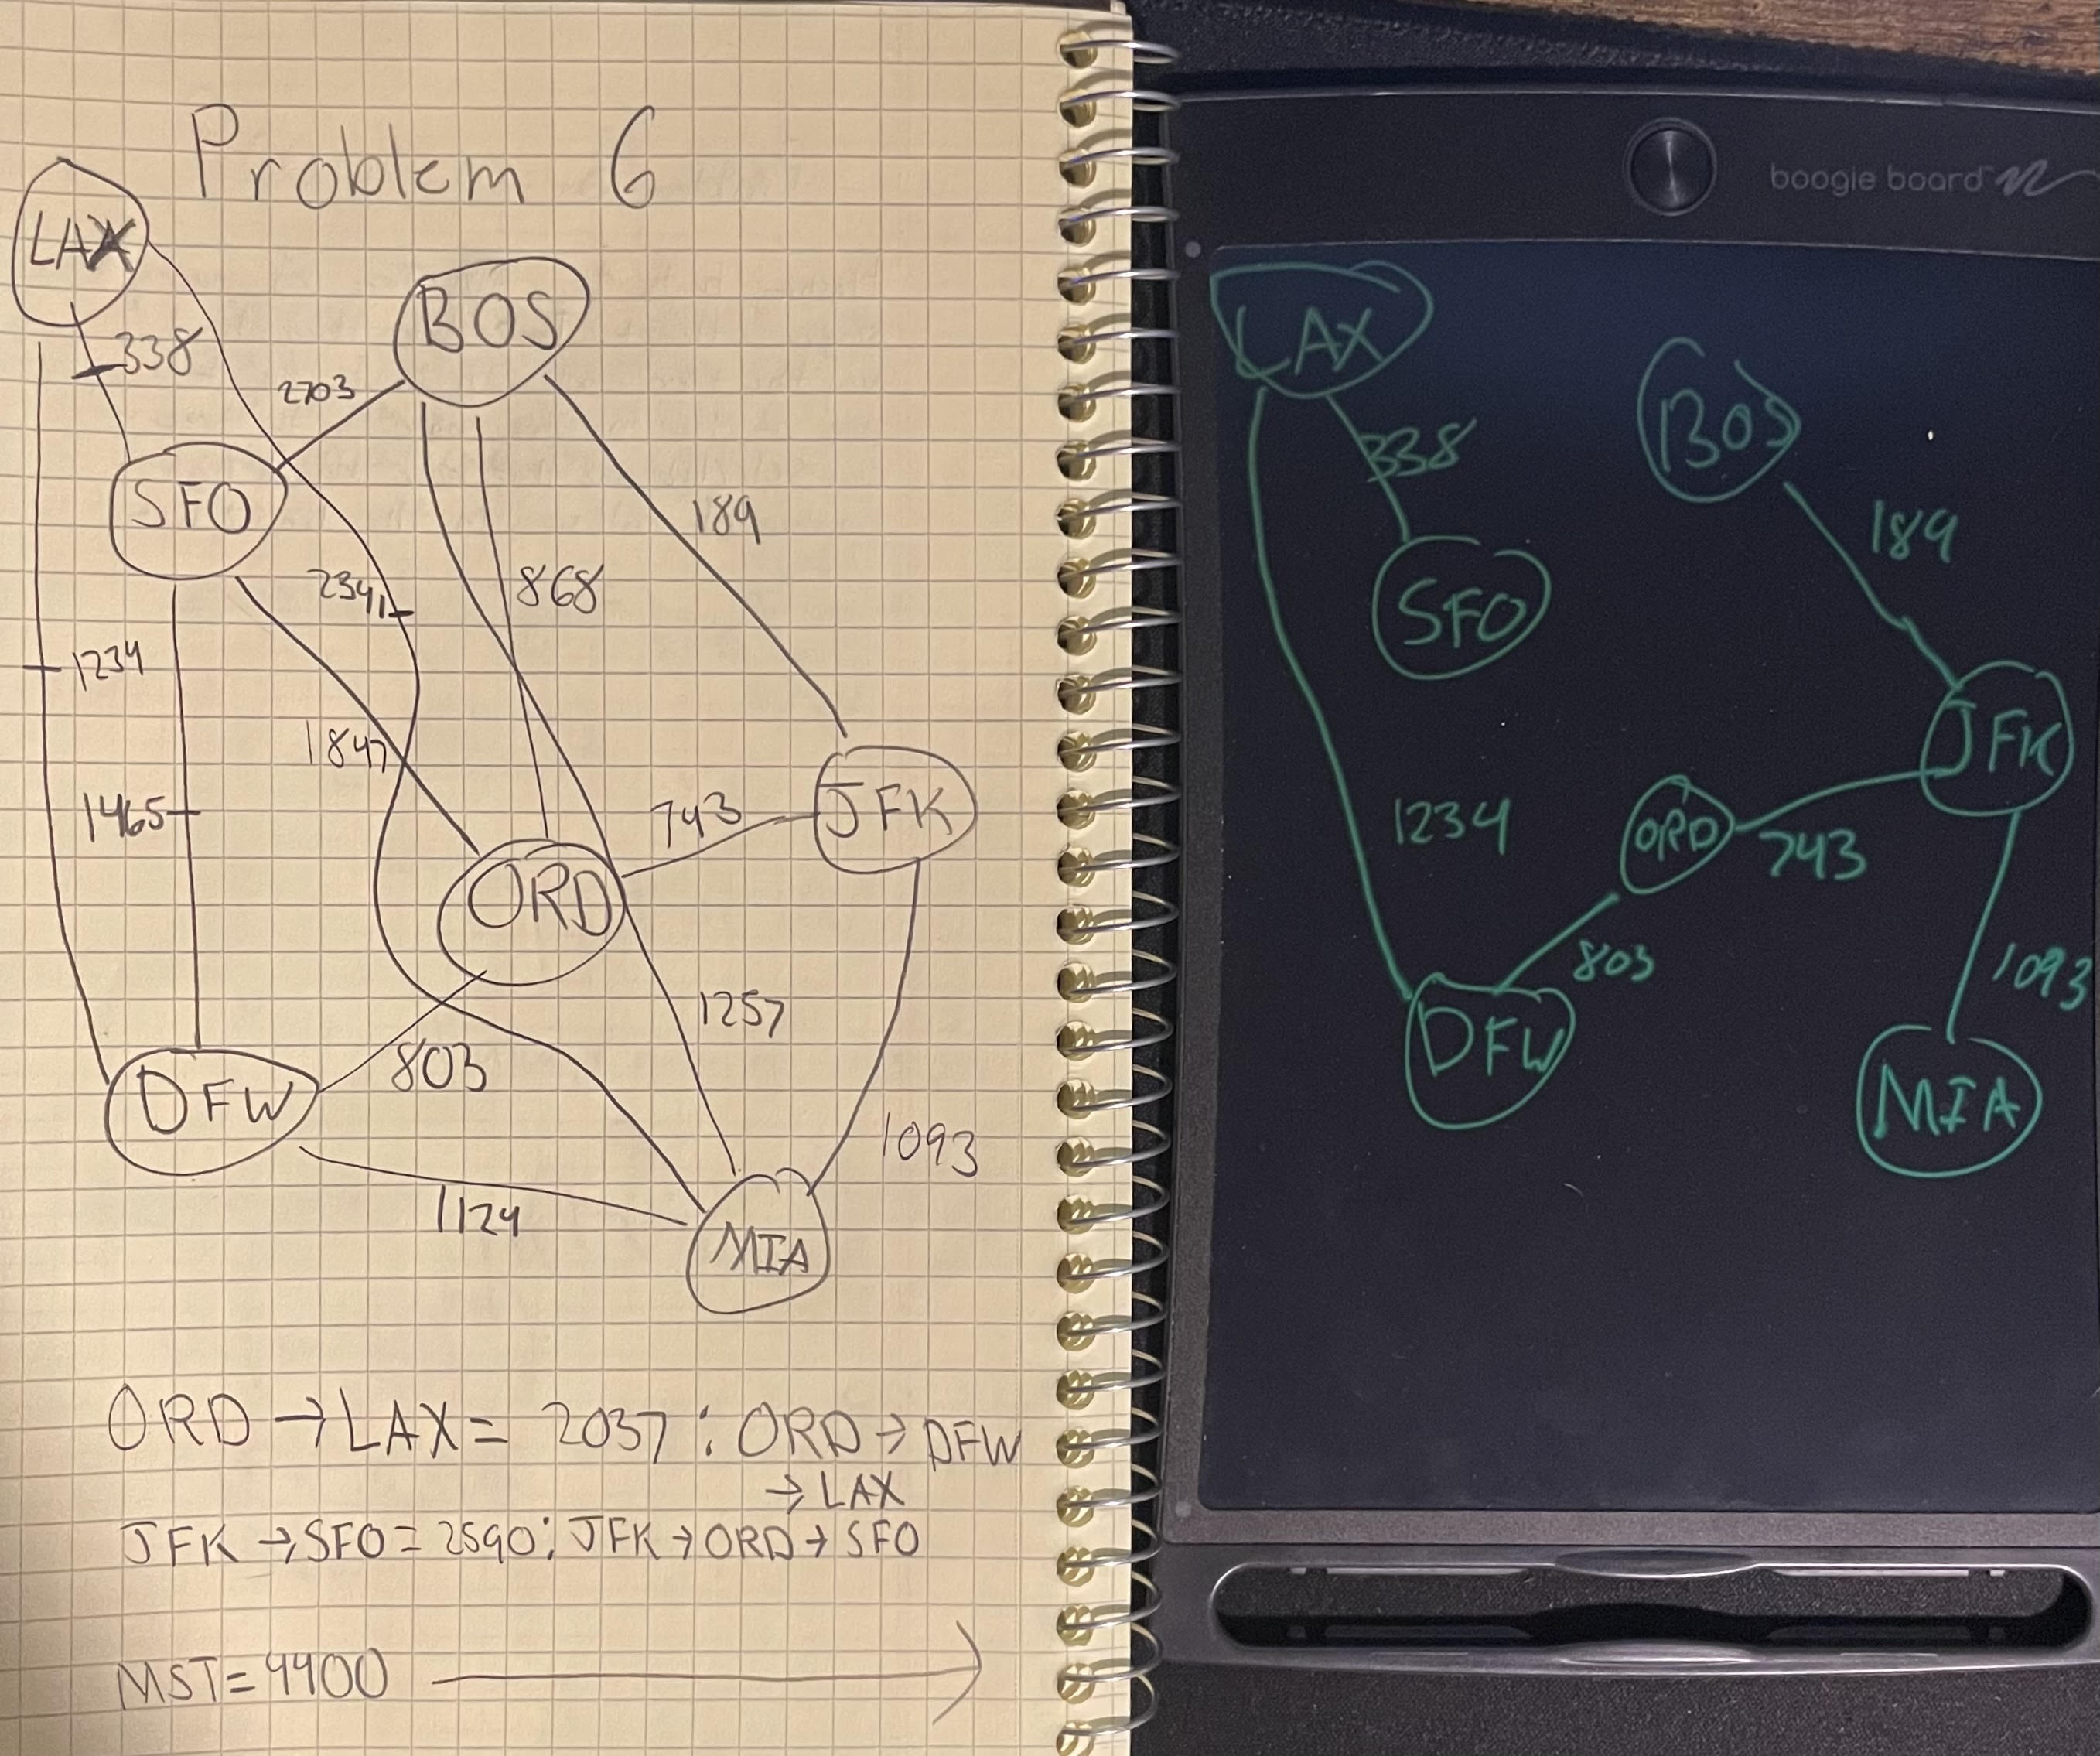 Problem 6
LAX
338
BOS
2703
SFO
189
2341
868
1234
1847
1465
743
JFK
ORD
1257
803
DFW
1093
1124
MIA
ORD → LAX = 2037 : ORD → DFW
→ LAX
JFK → SFO = 2590 : JFK → ORD → SFO
MST = 4400
boogie board
LAX
BOS
338
189
SFO
JFK
1234
ORD
743
803
1093
DFW
MIA